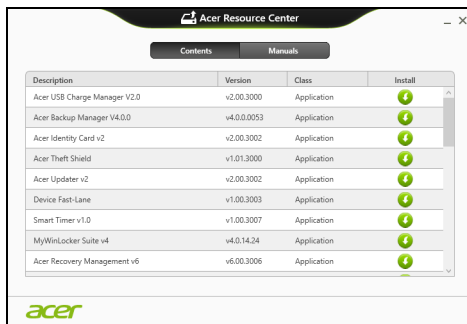 Acer Resource Center
Contents Manuals
Description Version Class Install
Acer USB Charge Manager V2.0 v2.00.3000 Application
Acer Backup Manager V4.0.0 v4.0.0.0053 Application
Acer Identity Card v2 v2.00.3002 Application
Acer Theft Shield v1.01.3000 Application
Acer Updater v2 v2.00.3002 Application
Device Fast-Lane v1.00.3003 Application
Smart Timer v1.0 v1.00.3007 Application
MyWinLocker Suite v4 v4.0.14.24 Application
Acer Recovery Management v6 v6.00.3006 Application
acer